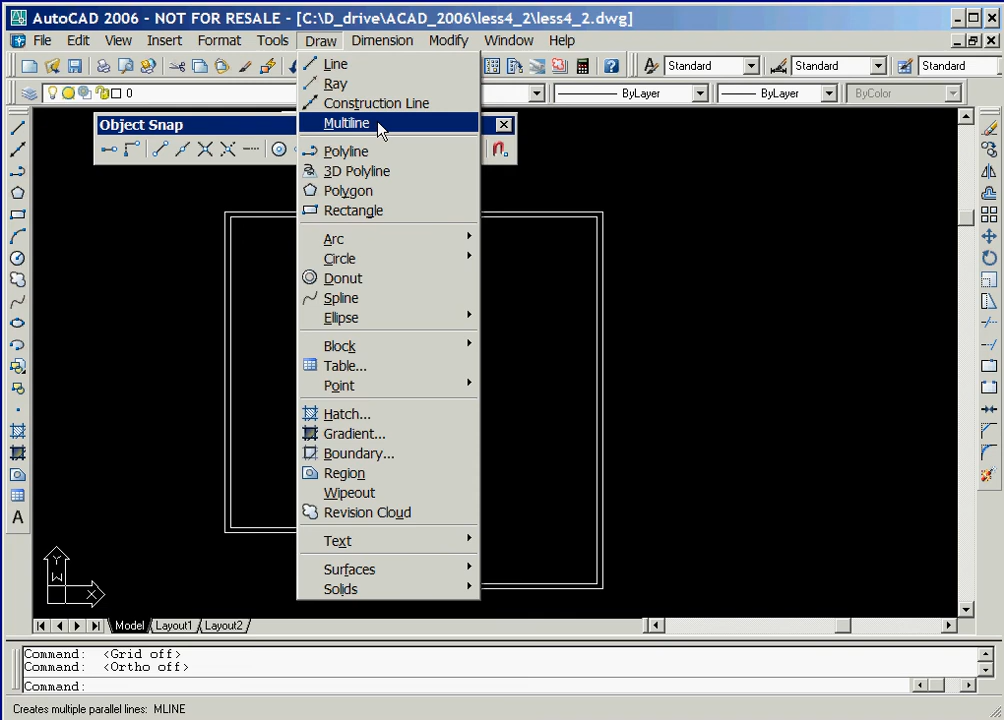 AutoCAD 2006 - NOT FOR RESALE - [C:\D_drive\ACAD_2006\less4_2\less4_2.dwg]
File Edit View Insert Format Tools Draw Dimension Modify Window Help
Standard Standard Standard
0 ByLayer ByLayer ByColor
Object Snap
Line
Ray
Construction Line
Multiline
Polyline
3D Polyline
Polygon
Rectangle
Arc
Circle
Donut
Spline
Ellipse
Block
Table...
Point
Hatch...
Gradient...
Boundary...
Region
Wipeout
Revision Cloud
Text
Surfaces
Solids
A
Y
W
X
Model Layout1 Layout2
Command: <Grid off>
Command: <Ortho off>
Command:
Creates multiple parallel lines: MLINE